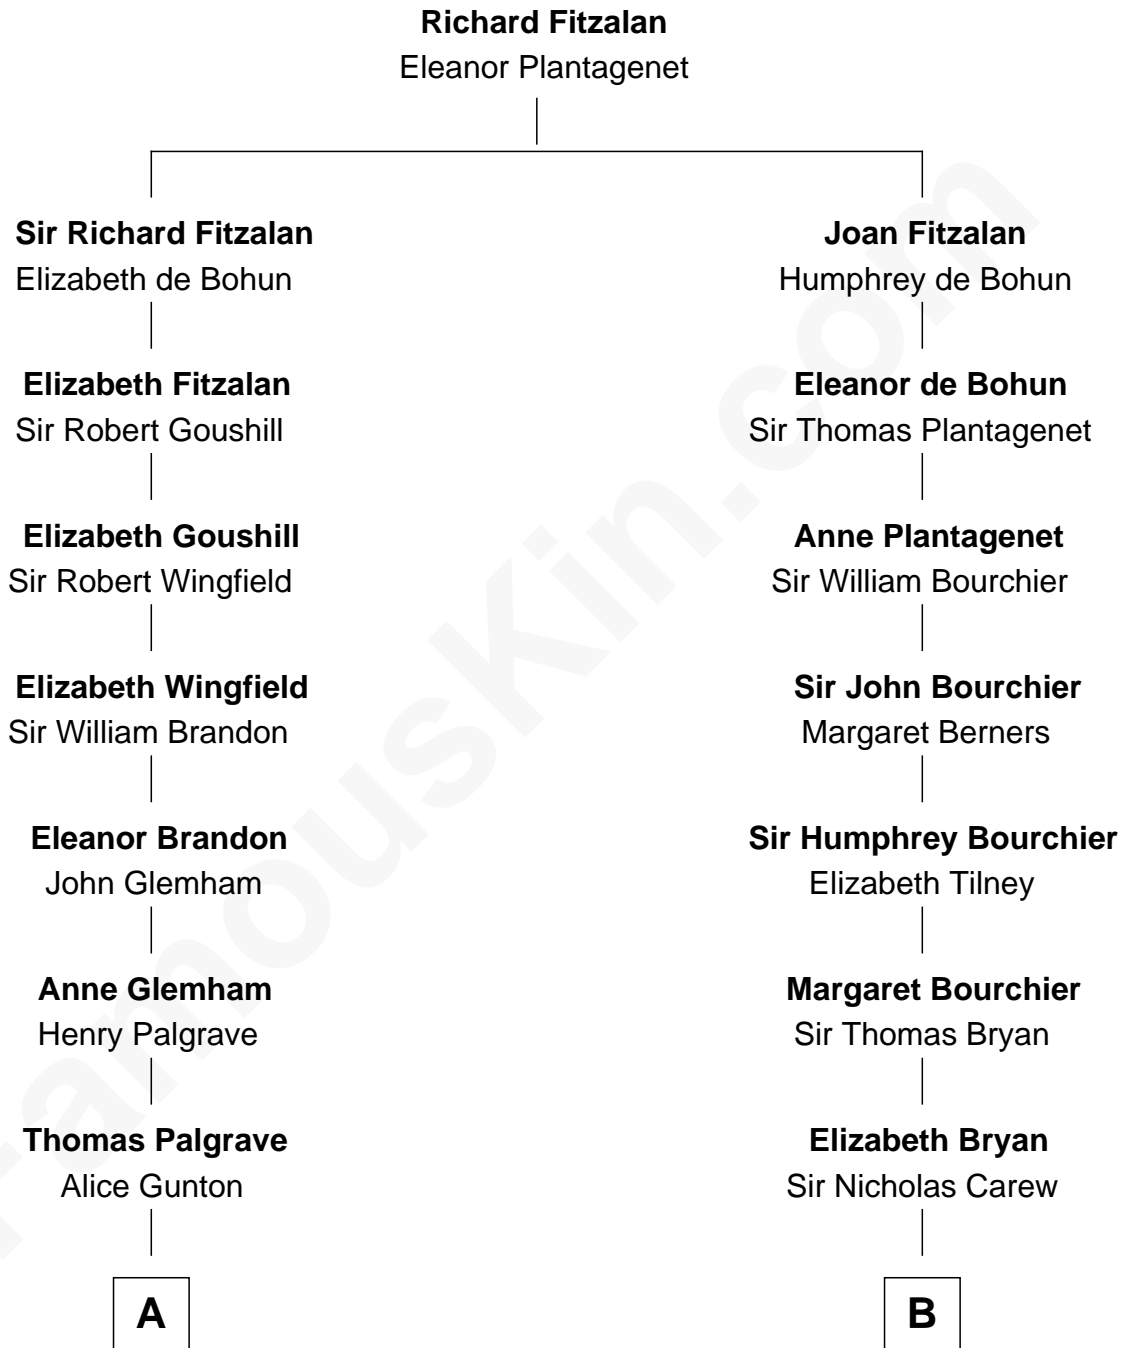 Richard Fitzalan
Eleanor Plantagenet
Sir Richard Fitzalan
Elizabeth de Bohun
Elizabeth Fitzalan
Sir Robert Goushill
Elizabeth Goushill
Sir Robert Wingfield
Elizabeth Wingfield
Sir William Brandon
Eleanor Brandon
John Glemham
Anne Glemham
Henry Palgrave
Thomas Palgrave
Alice Gunton
A
Joan Fitzalan
Humphrey de Bohun
Eleanor de Bohun
Sir Thomas Plantagenet
Anne Plantagenet
Sir William Bourchier
Sir John Bourchier
Margaret Berners
Sir Humphrey Bourchier
Elizabeth Tilney
Margaret Bourchier
Sir Thomas Bryan
Elizabeth Bryan
Sir Nicholas Carew
B
FamousKin.com